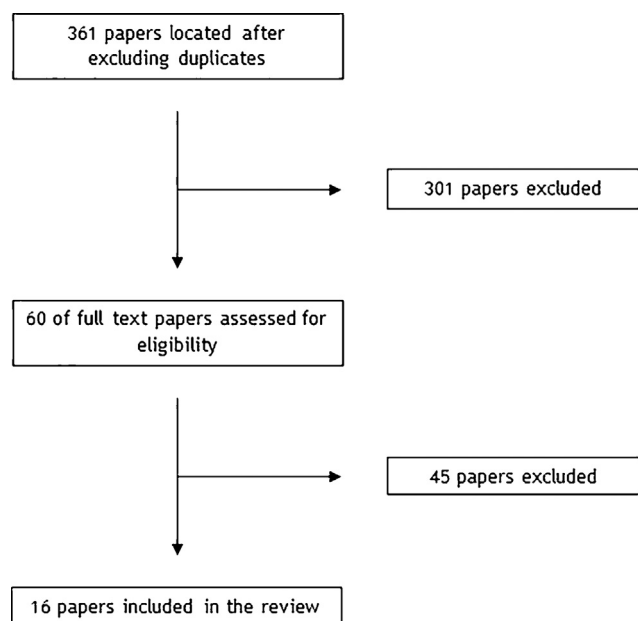 361 papers located after
excluding duplicates
301 papers excluded
60 of full text papers assessed for
eligibility
45 papers excluded
16 papers included in the review